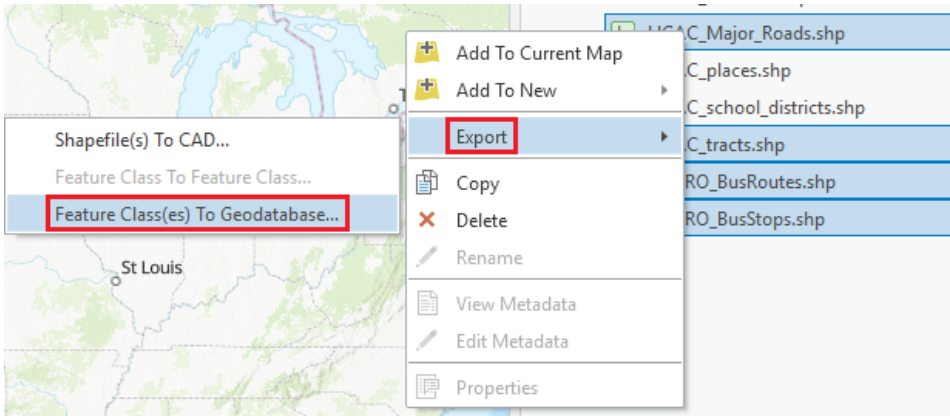 C_Major_Roads.shp
Add To Current Map
C_places.shp
Add To New
C_school_districts.shp
Shapefile(s) To CAD...
Export
C_tracts.shp
Feature Class To Feature Class...
Copy
RO_BusRoutes.shp
Feature Class(es) To Geodatabase...
Delete
RO_BusStops.shp
St Louis
Rename
View Metadata
Edit Metadata
Properties